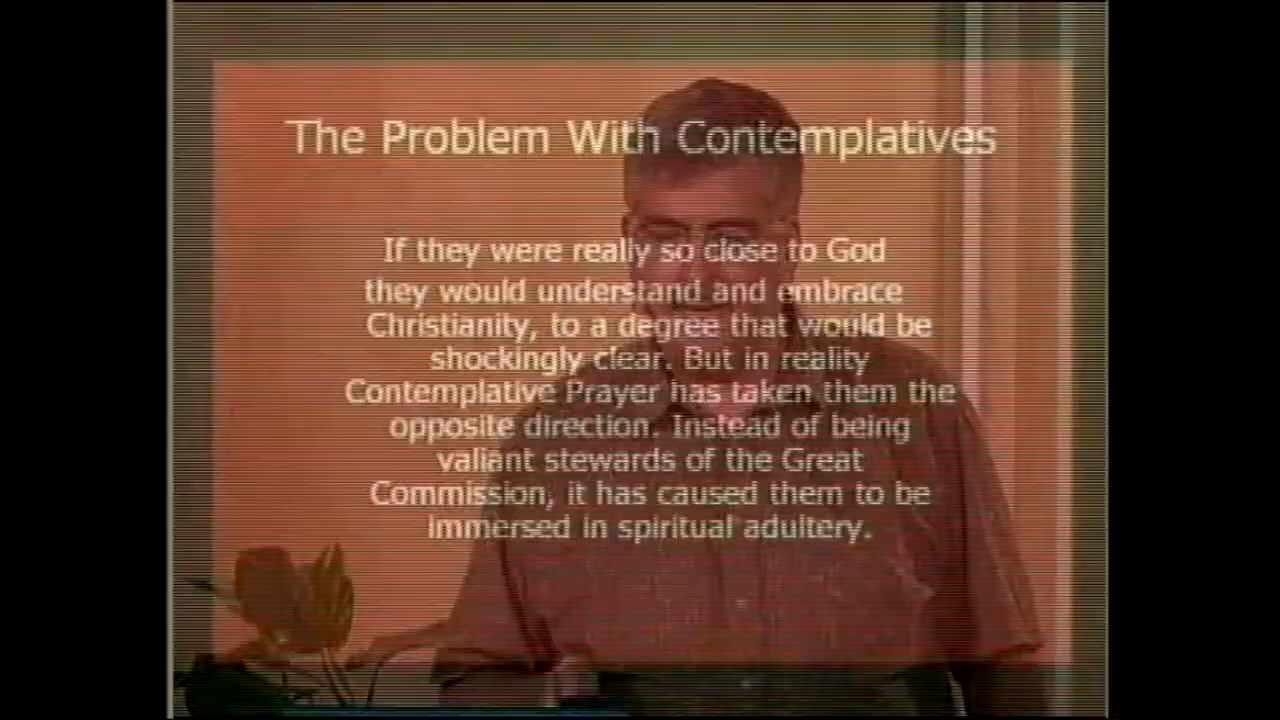 The Problem With Contemplatives
If they were really so close to God
they would understand and embrace
Christianity, to a degree that would be
shockingly clear. But in reality
Contemplative Prayer has taken them the
opposite direction. Instead of being
valiant stewards of the Great
Commission, it has caused them to be
immersed in spiritual adultery.